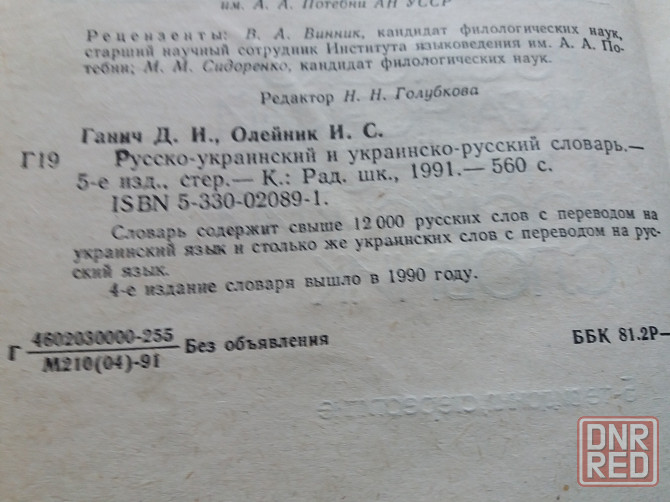 им. А. А. Потебни АН УССР
Рецензенты: В. А. Винник, кандидат филологических наук,
старший научный сотрудник Института языковедения им. А. А. По-
тебни; М. М. Сидоренко, кандидат филологических наук.
Редактор Н. Н. Голубкова
Ганич Д. И., Олейник И. С.
Г19 Русско-украинский и украинско-русский словарь.—
5-е изд., стер.— К.: Рад. шк., 1991.— 560 с.
ISBN 5-330-02089-1.
Словарь содержит свыше 12 000 русских слов с переводом на
украинский язык и столько же украинских слов с переводом на рус-
ский язык.
4-е издание словаря вышло в 1990 году.
Г 4602030000-255
М210(04)-91 Без объявления
ББК 81.2Р—
DNR
RED